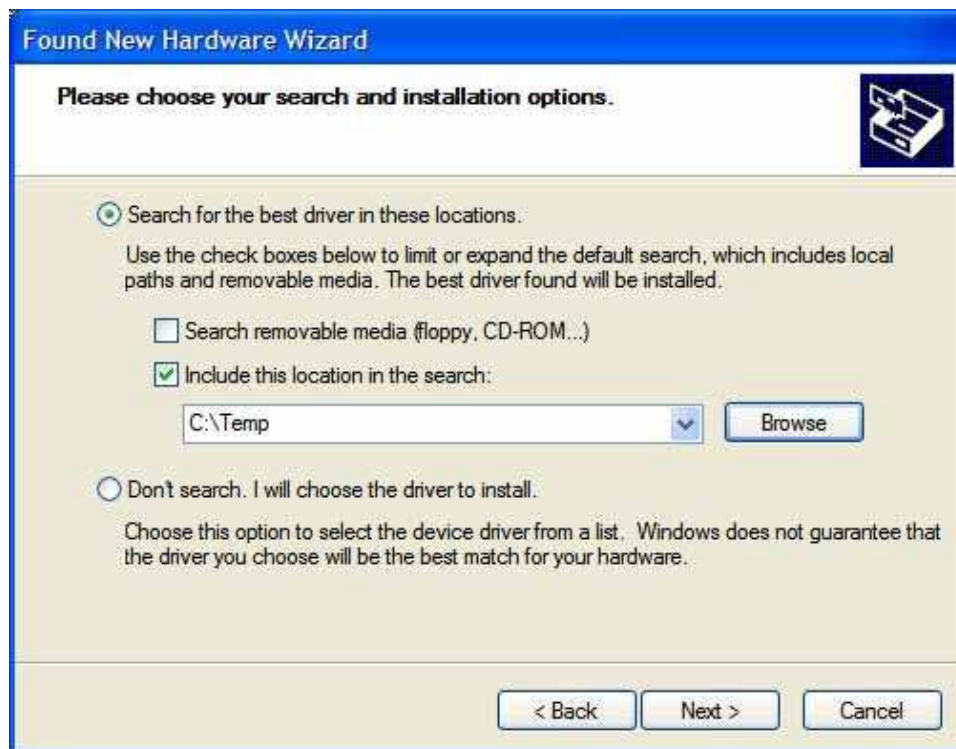 Found New Hardware Wizard
Please choose your search and installation options.
Search for the best driver in these locations.
Use the check boxes below to limit or expand the default search, which includes local
paths and removable media. The best driver found will be installed.
Search removable media (floppy, CD-ROM...)
Include this location in the search:
C:\Temp
Browse
Don't search. I will choose the driver to install.
Choose this option to select the device driver from a list. Windows does not guarantee that
the driver you choose will be the best match for your hardware.
< Back
Next >
Cancel